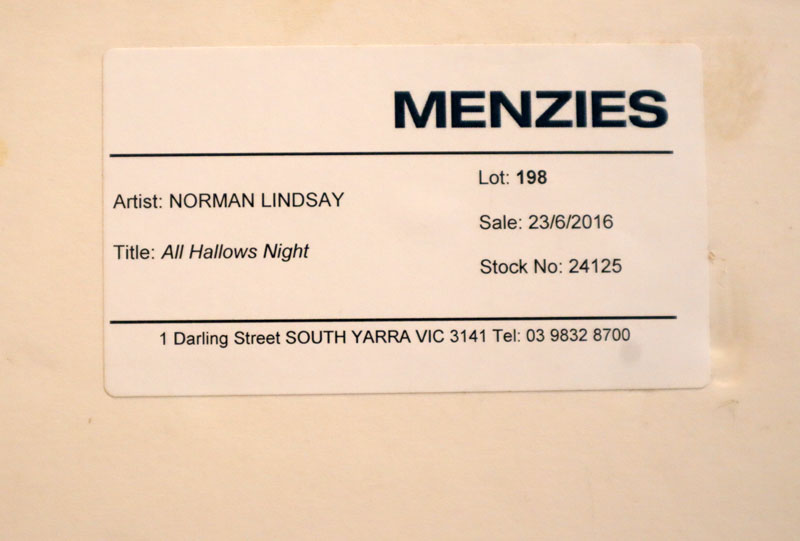 MENZIES
Artist: NORMAN LINDSAY
Title: All Hallows Night
Lot: 198
Sale: 23/6/2016
Stock No: 24125
1 Darling Street SOUTH YARRA VIC 3141 Tel: 03 9832 8700